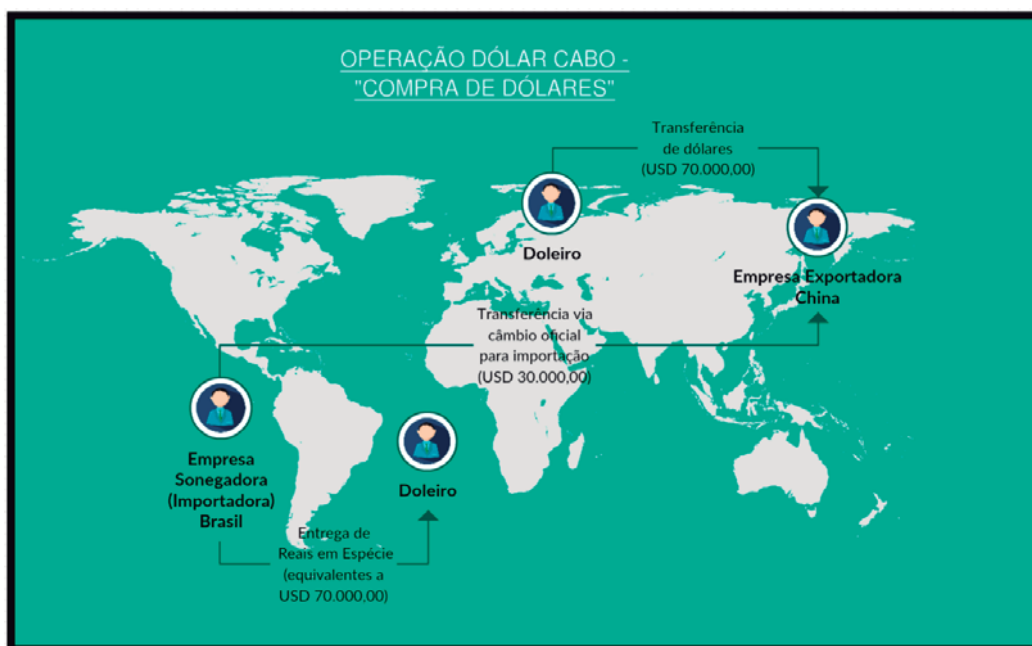 OPERAÇÃO DÓLAR CABO -
"COMPRA DE DÓLARES"
Transferência
de dólares
(USD 70.000,00)
Doleiro
Empresa Exportadora
China
Transferência via
câmbio oficial
para importação
(USD 30.000,00)
Empresa
Sonegadora
(Importadora)
Brasil
Doleiro
Entrega de
Reais em Espécie
(equivalentes a
USD 70.000,00)